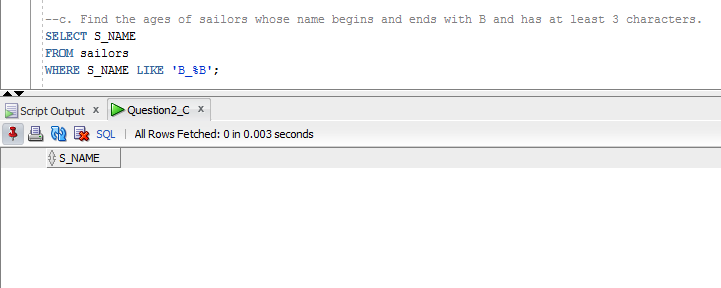 --c. Find the ages of sailors whose name begins and ends with B and has at least 3 characters.
SELECT S_NAME
FROM sailors
WHERE S_NAME LIKE 'B_%B';
Script Output x Question2_C x
SQL | All Rows Fetched: 0 in 0.003 seconds
S_NAME